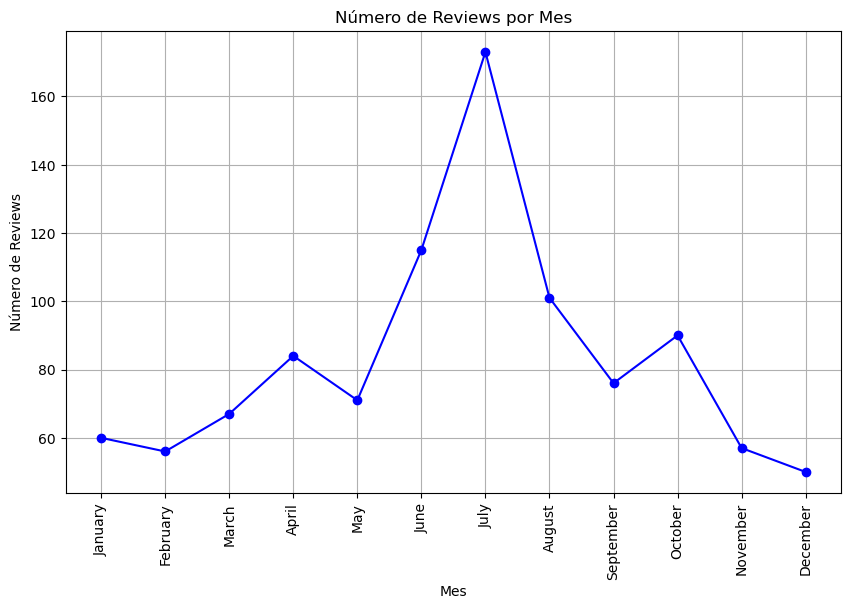 Número de Reviews por Mes
Número de Reviews
160
140
120
100
80
60
January
February
March
April
May
June
July
August
September
October
November
December
Mes